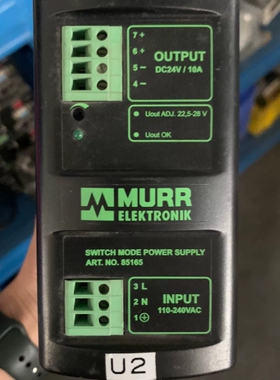 7 +
6 +
5 –
4 –
OUTPUT
DC24V / 10A
Uout ADJ. 22,5-28 V
Uout OK
MURR
ELEKTRONIK
SWITCH MODE POWER SUPPLY
ART. NO. 85165
3 L
2 N
1
INPUT
110-240VAC
U2